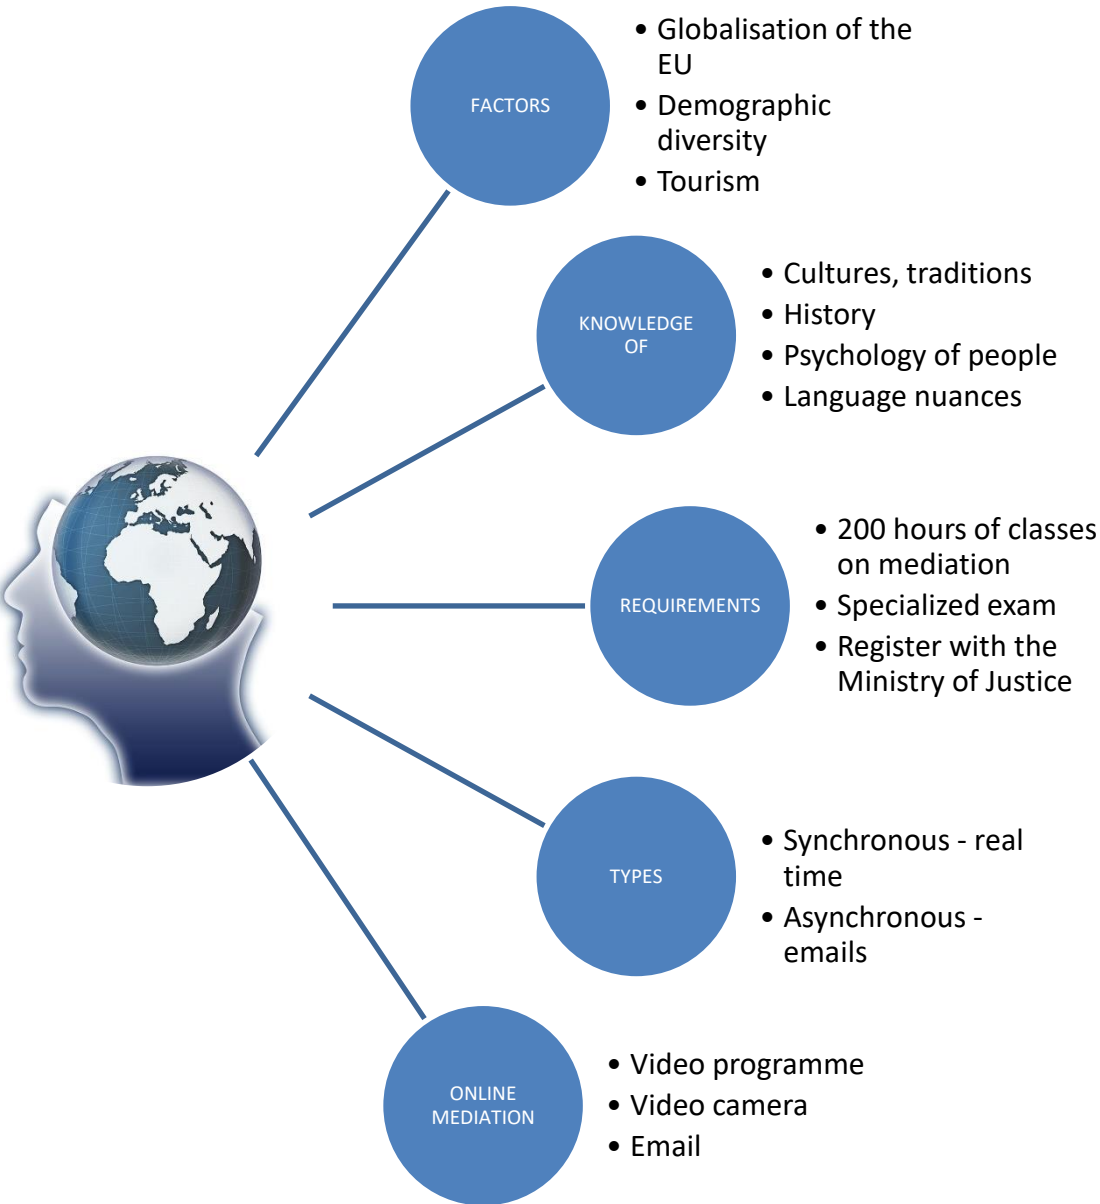 FACTORS
• Globalisation of the
EU
• Demographic
diversity
• Tourism
KNOWLEDGE
OF
• Cultures, traditions
• History
• Psychology of people
• Language nuances
REQUIREMENTS
• 200 hours of classes
on mediation
• Specialized exam
• Register with the
Ministry of Justice
TYPES
• Synchronous - real
time
• Asynchronous -
emails
ONLINE
MEDIATION
• Video programme
• Video camera
• Email